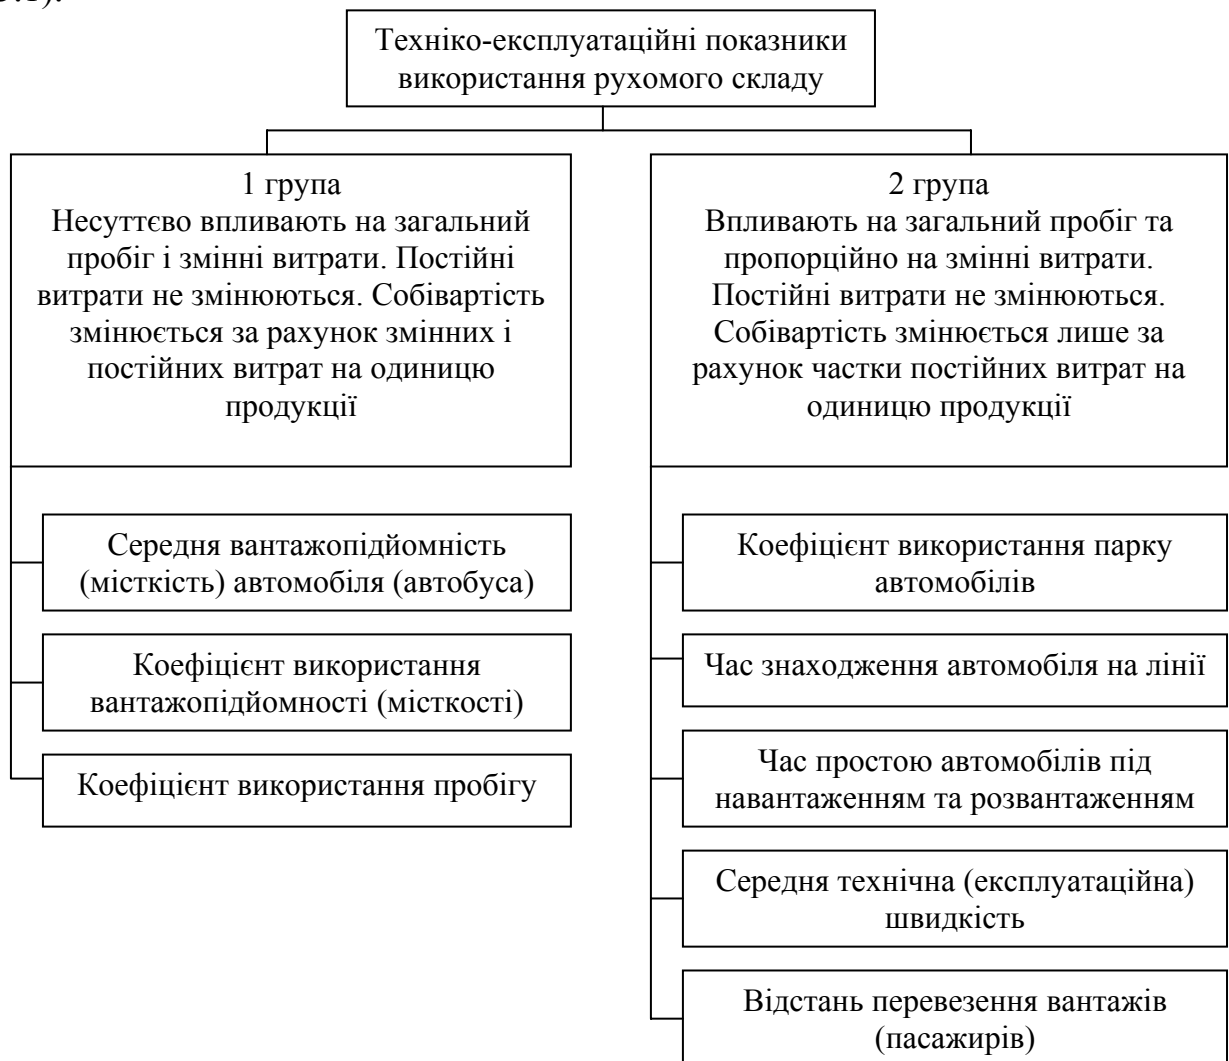 3.1).
Техніко-експлуатаційні показники
використання рухомого складу
1 група
Несуттєво впливають на загальний
пробіг і змінні витрати. Постійні
витрати не змінюються. Собівартість
змінюється за рахунок змінних і
постійних витрат на одиницю
продукції
Середня вантажопідйомність
(місткість) автомобіля (автобуса)
Коефіцієнт використання
вантажопідйомності (місткості)
Коефіцієнт використання пробігу
2 група
Впливають на загальний пробіг та
пропорційно на змінні витрати.
Постійні витрати не змінюються.
Собівартість змінюється лише за
рахунок частки постійних витрат на
одиницю продукції
Коефіцієнт використання парку
автомобілів
Час знаходження автомобіля на лінії
Час простою автомобілів під
навантаженням та розвантаженням
Середня технічна (експлуатаційна)
швидкість
Відстань перевезення вантажів
(пасажирів)